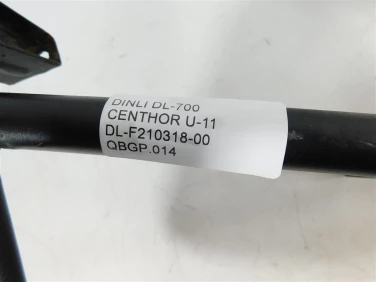 DINLI DL-700
CENTHOR U-11
DL-F210318-00
QBGP.014